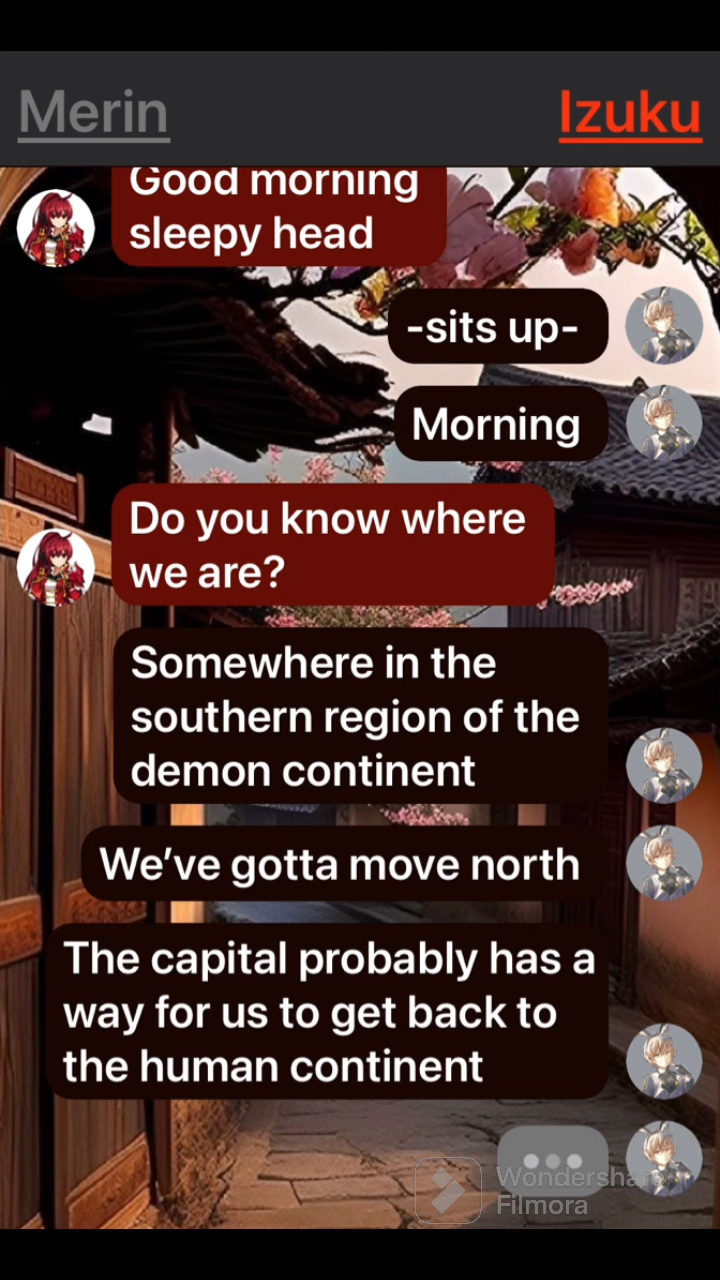 Merin
Izuku
Good morning
sleepy head
-sits up-
Morning
Do you know where
we are?
Somewhere in the
southern region of the
demon continent
We’ve gotta move north
The capital probably has a
way for us to get back to
the human continent
Wondershare
Filmora